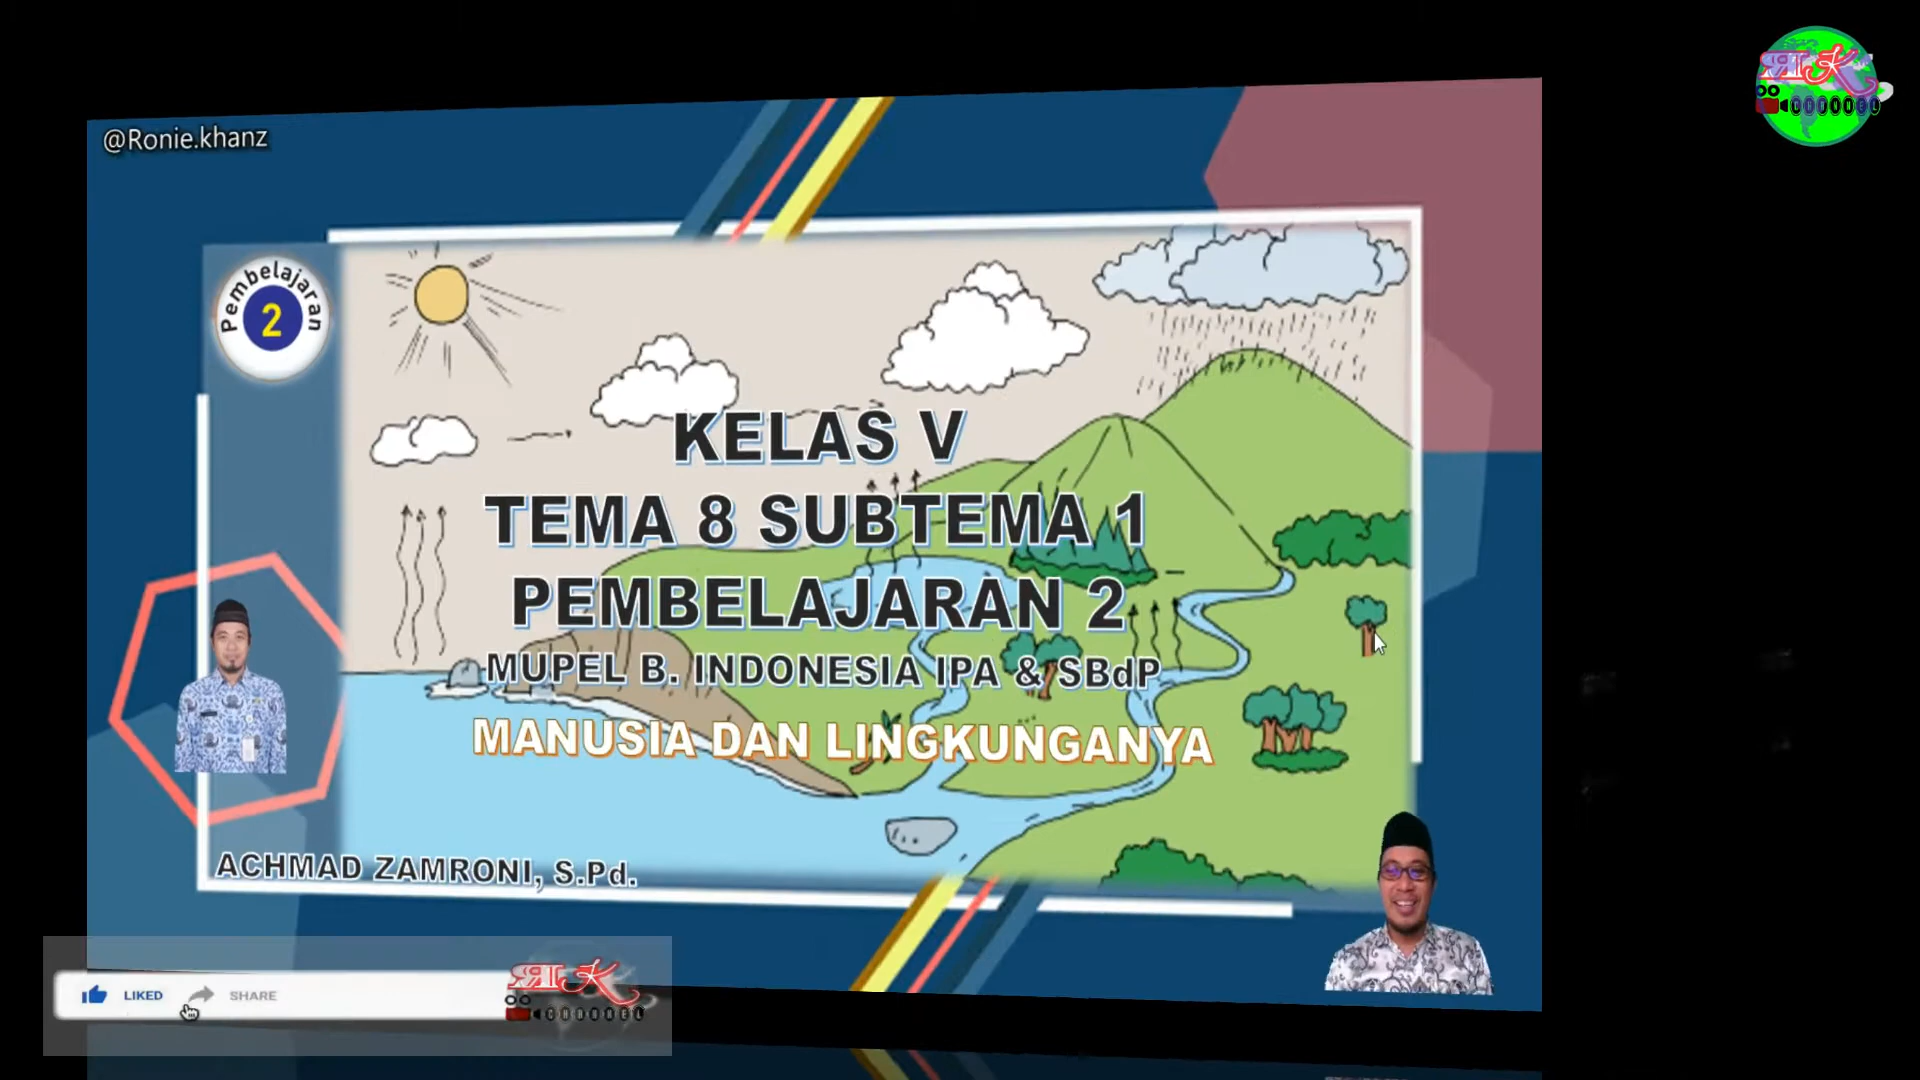 @Ronie.khanz
Pembelajaran
2
KELAS V
TEMA 8 SUBTEMA 1
PEMBELAJARAN 2
MUPEL B. INDONESIA IPA & SBdP
MANUSIA DAN LINGKUNGANYA
ACHMAD ZAMRONI, S.Pd.
LIKED SHARE
CHANNEL